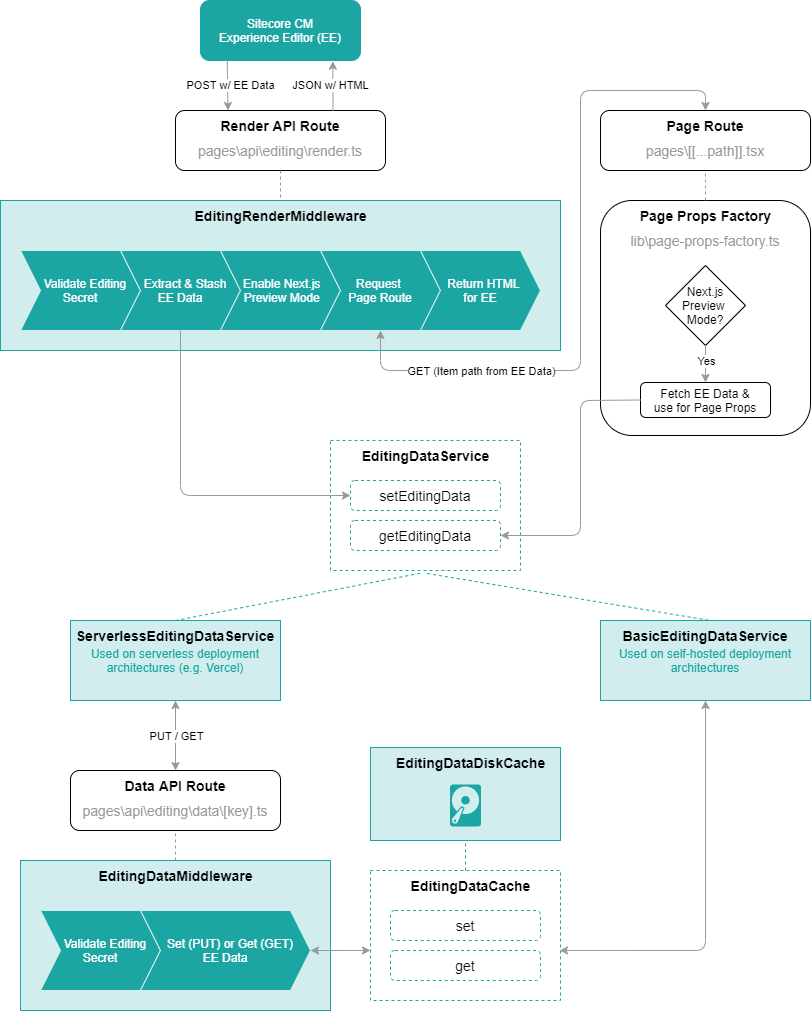 Sitecore CM
Experience Editor (EE)
POST w/ EE Data
JSON w/ HTML
Render API Route
pages\api\editing\render.ts
Page Route
pages\[[...path]].tsx
EditingRenderMiddleware
Validate Editing
Secret
Extract & Stash
EE Data
Enable Next.js
Preview Mode
Request
Page Route
Return HTML
for EE
Page Props Factory
lib\page-props-factory.ts
Next.js
Preview
Mode?
Yes
Fetch EE Data &
use for Page Props
GET (Item path from EE Data)
EditingDataService
setEditingData
getEditingData
ServerlessEditingDataService
Used on serverless deployment
architectures (e.g. Vercel)
BasicEditingDataService
Used on self-hosted deployment
architectures
PUT / GET
Data API Route
pages\api\editing\data\[key].ts
EditingDataDiskCache
EditingDataMiddleware
Validate Editing
Secret
Set (PUT) or Get (GET)
EE Data
EditingDataCache
set
get